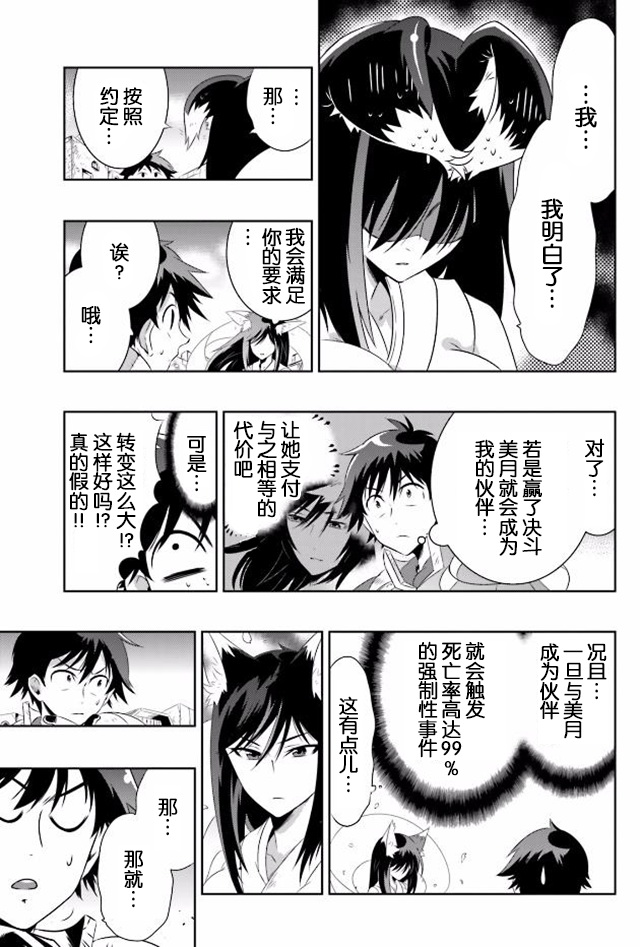 …我…
我明白了…
…那…
按照
约定…
我会满足
你的要求
…
诶?
哦…
对了…
若是赢了决斗
美月就会成为
我的伙伴…
让她支付
与之相等的
代价吧
可是…
转变这么大!?
这样好吗!?
真的假的!!
况且…
一旦与美月
成为伙伴
就会触发
死亡率高达99%
的强制性事件
这有点儿…
那…
那就…